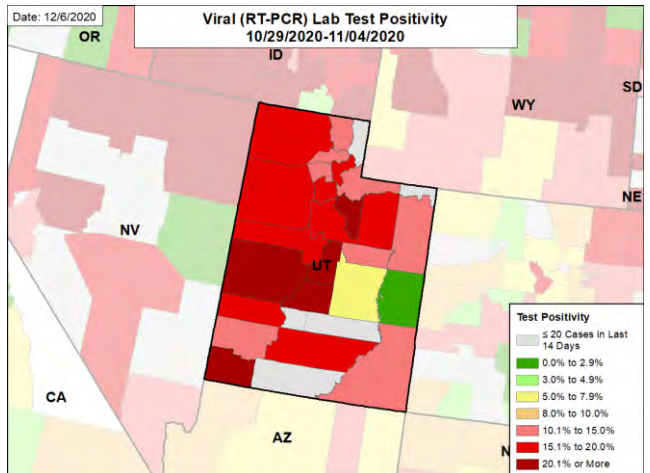 Date: 12/6/2020
Viral (RT-PCR) Lab Test Positivity
10/29/2020-11/04/2020
OR
ID
SD
WY
NE
NV
UT
CA
AZ
N
Test Positivity
≤ 20 Cases in Last
14 Days
0.0% to 2.9%
3.0% to 4.9%
5.0% to 7.9%
8.0% to 10.0%
10.1% to 15.0%
15.1% to 20.0%
20.1% or More